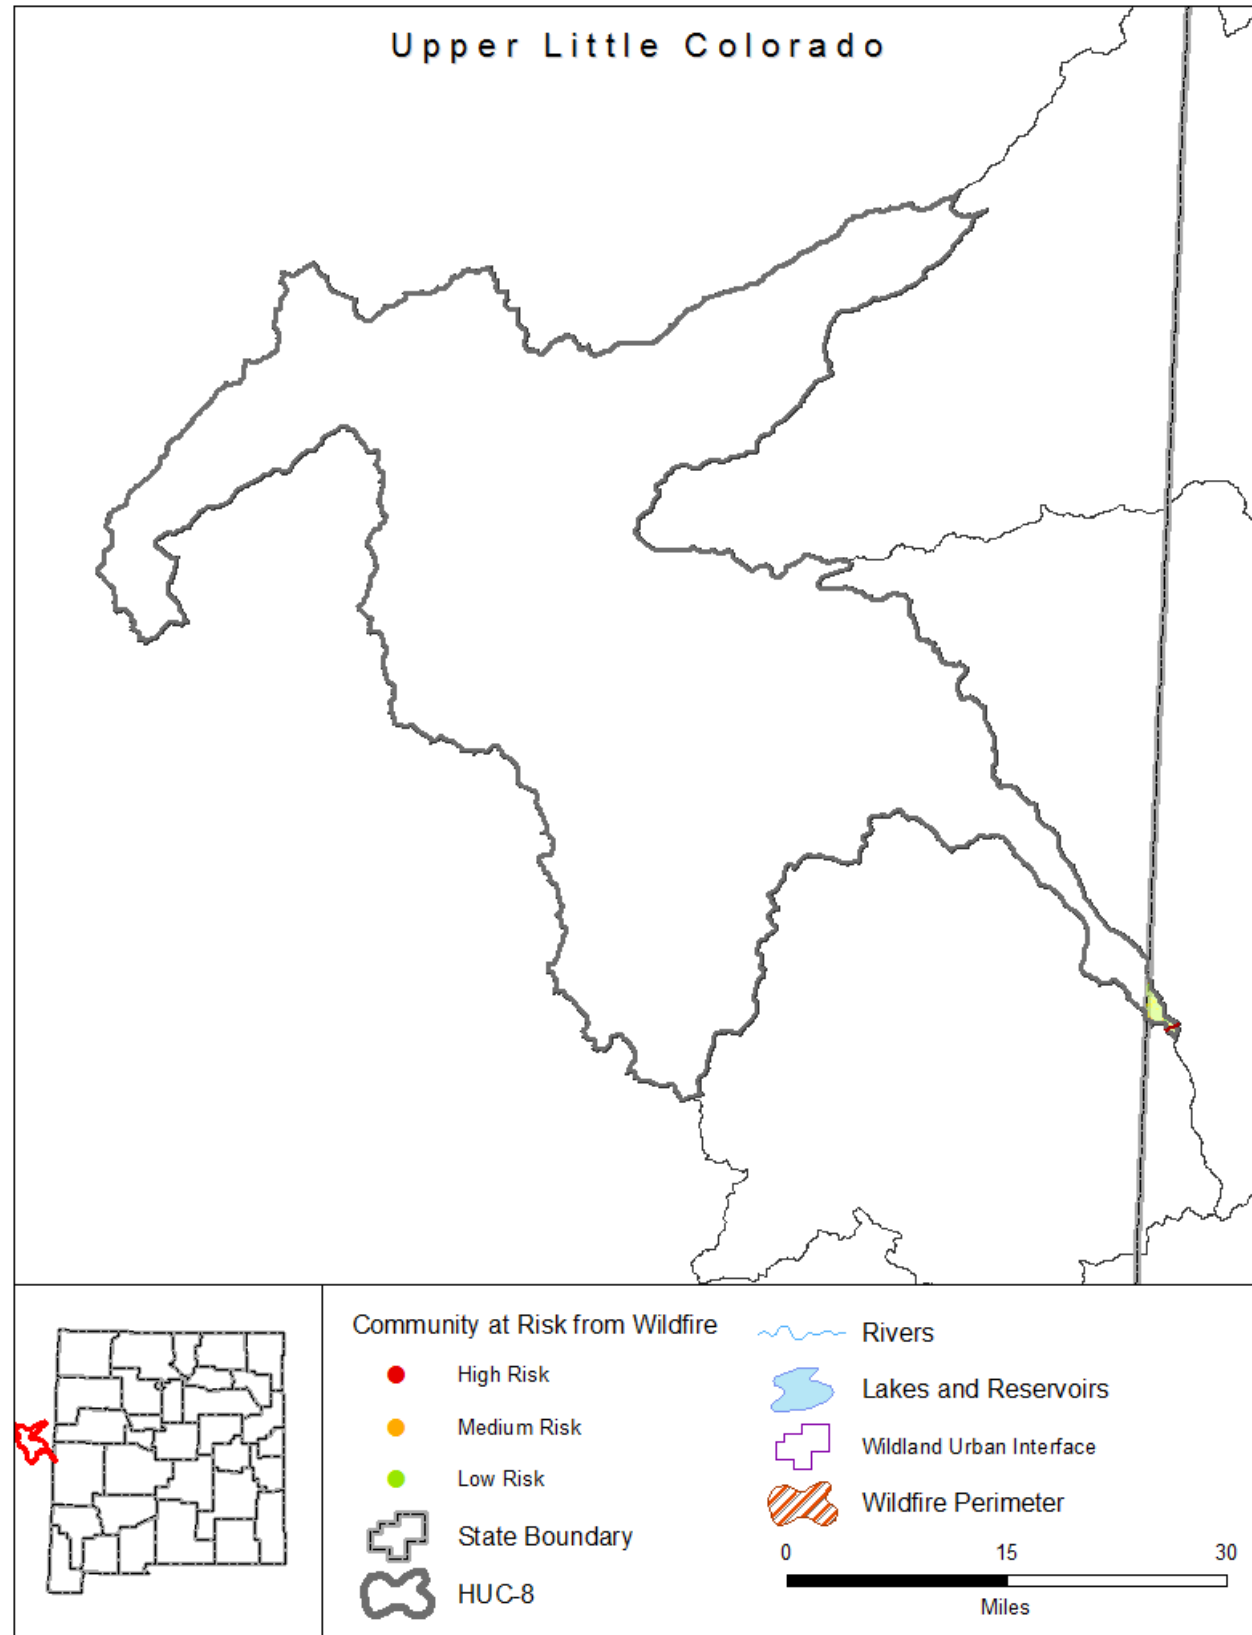 Upper Little Colorado
Community at Risk from Wildfire
High Risk
Medium Risk
Low Risk
State Boundary
HUC-8
Rivers
Lakes and Reservoirs
Wildland Urban Interface
Wildfire Perimeter
0 15 30
Miles